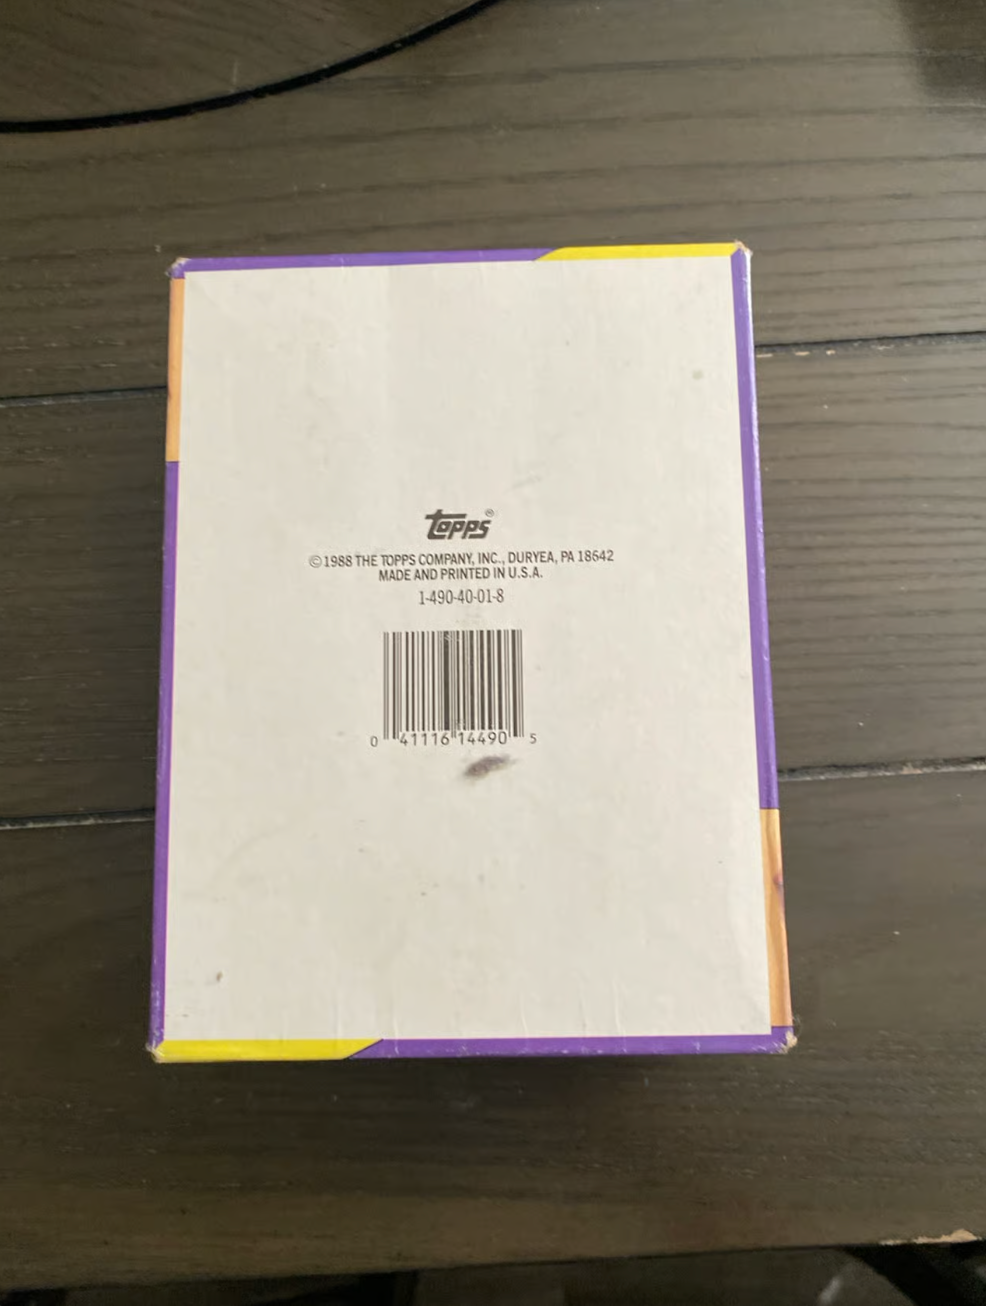 topps®
©1988 THE TOPPS COMPANY, INC., DURYEA, PA 18642
MADE AND PRINTED IN U.S.A.
1-490-40-01-8
0 41116 14490 5